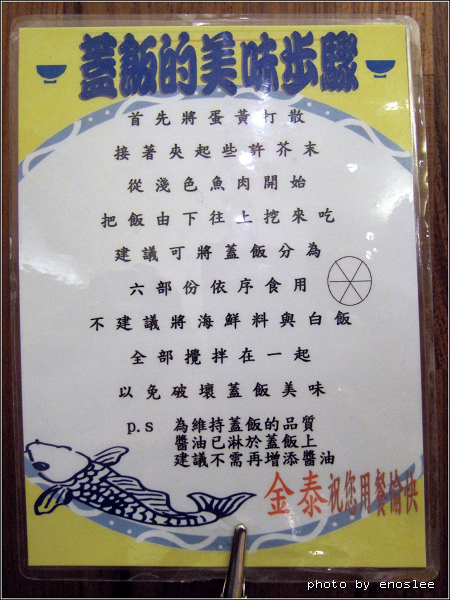 蓋飯的美味步驟
首先將蛋黃打散
接著夾起些許芥末
從淺色魚肉開始
把飯由下往上挖來吃
建議可將蓋飯分為
六部份依序食用
不建議將海鮮料與白飯
全部攪拌在一起
以免破壞蓋飯美味
p.s 為維持蓋飯的品質
醬油已淋於蓋飯上
建議不需再增添醬油
金泰祝您用餐愉快
photo by enoslee